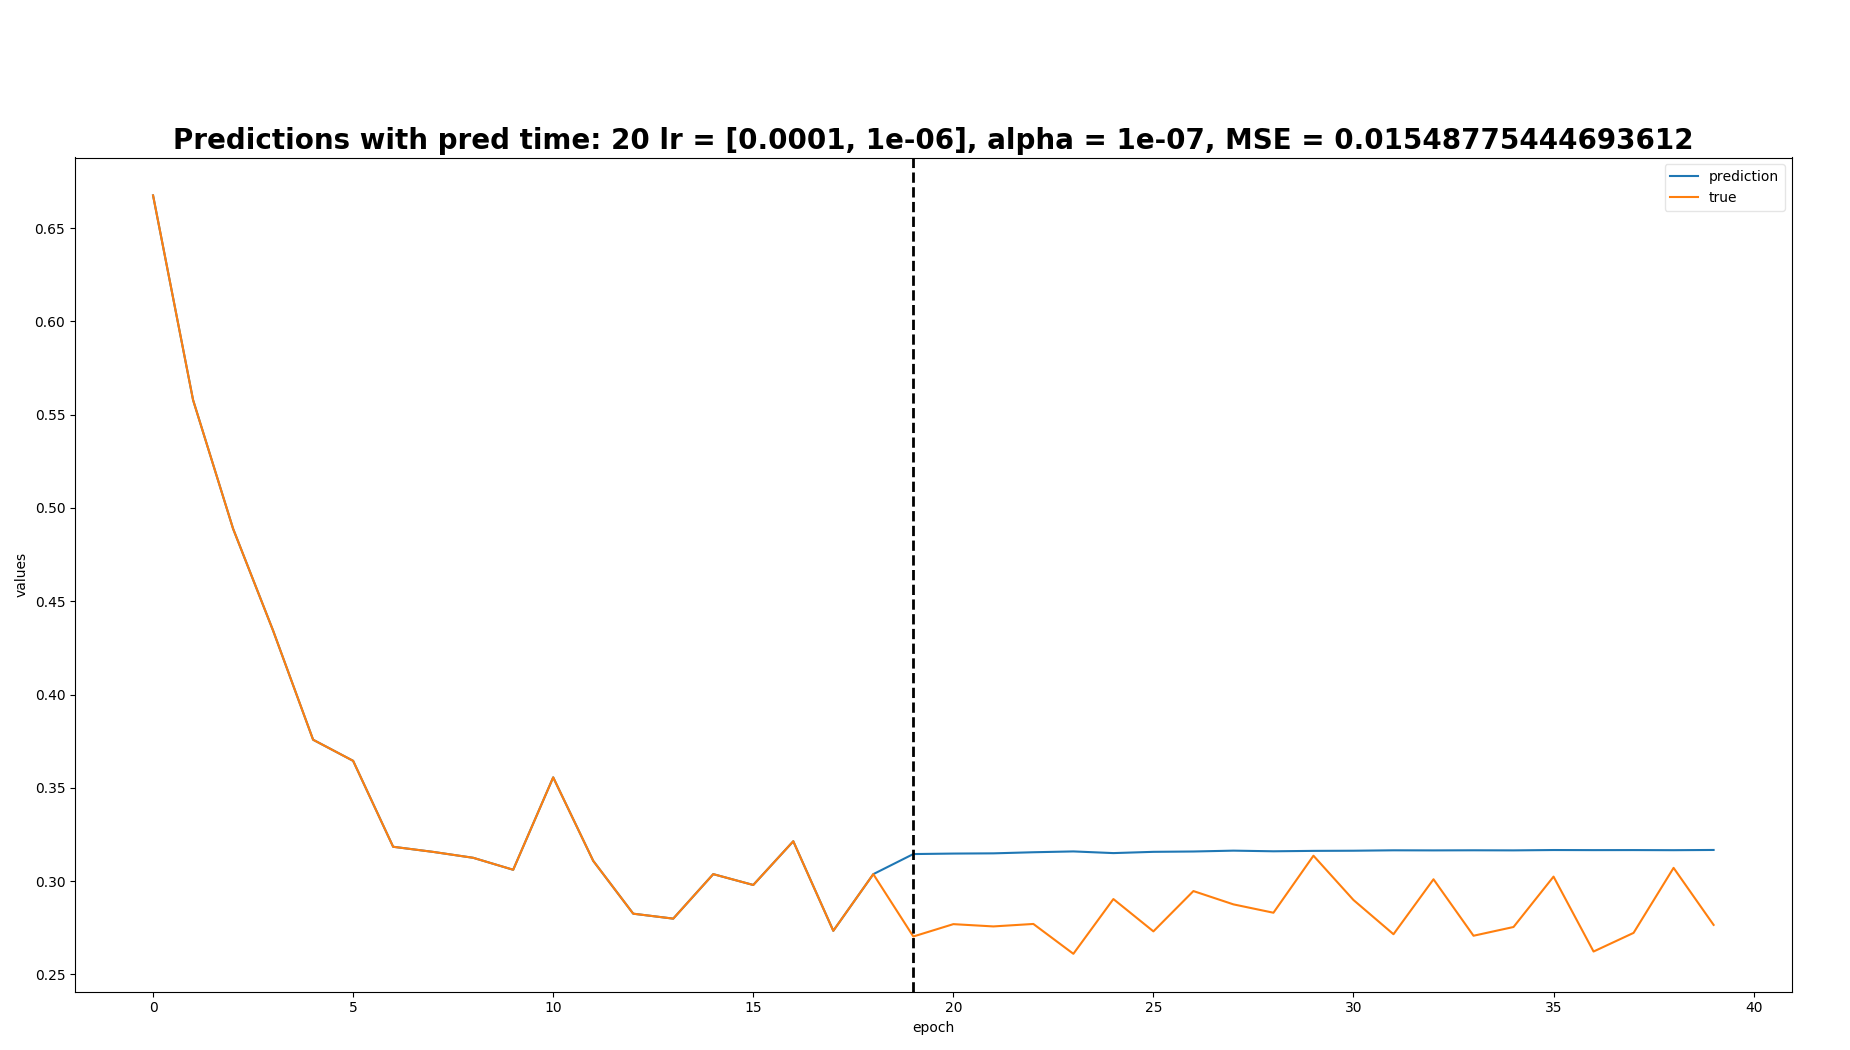 Predictions with pred time: 20 lr = [0.0001, 1e-06], alpha = 1e-07, MSE = 0.01548775444693612
prediction
true
0.65
0.60
0.55
0.50
0.45
0.40
0.35
0.30
0.25
values
0 5 10 15 20 25 30 35 40
epoch